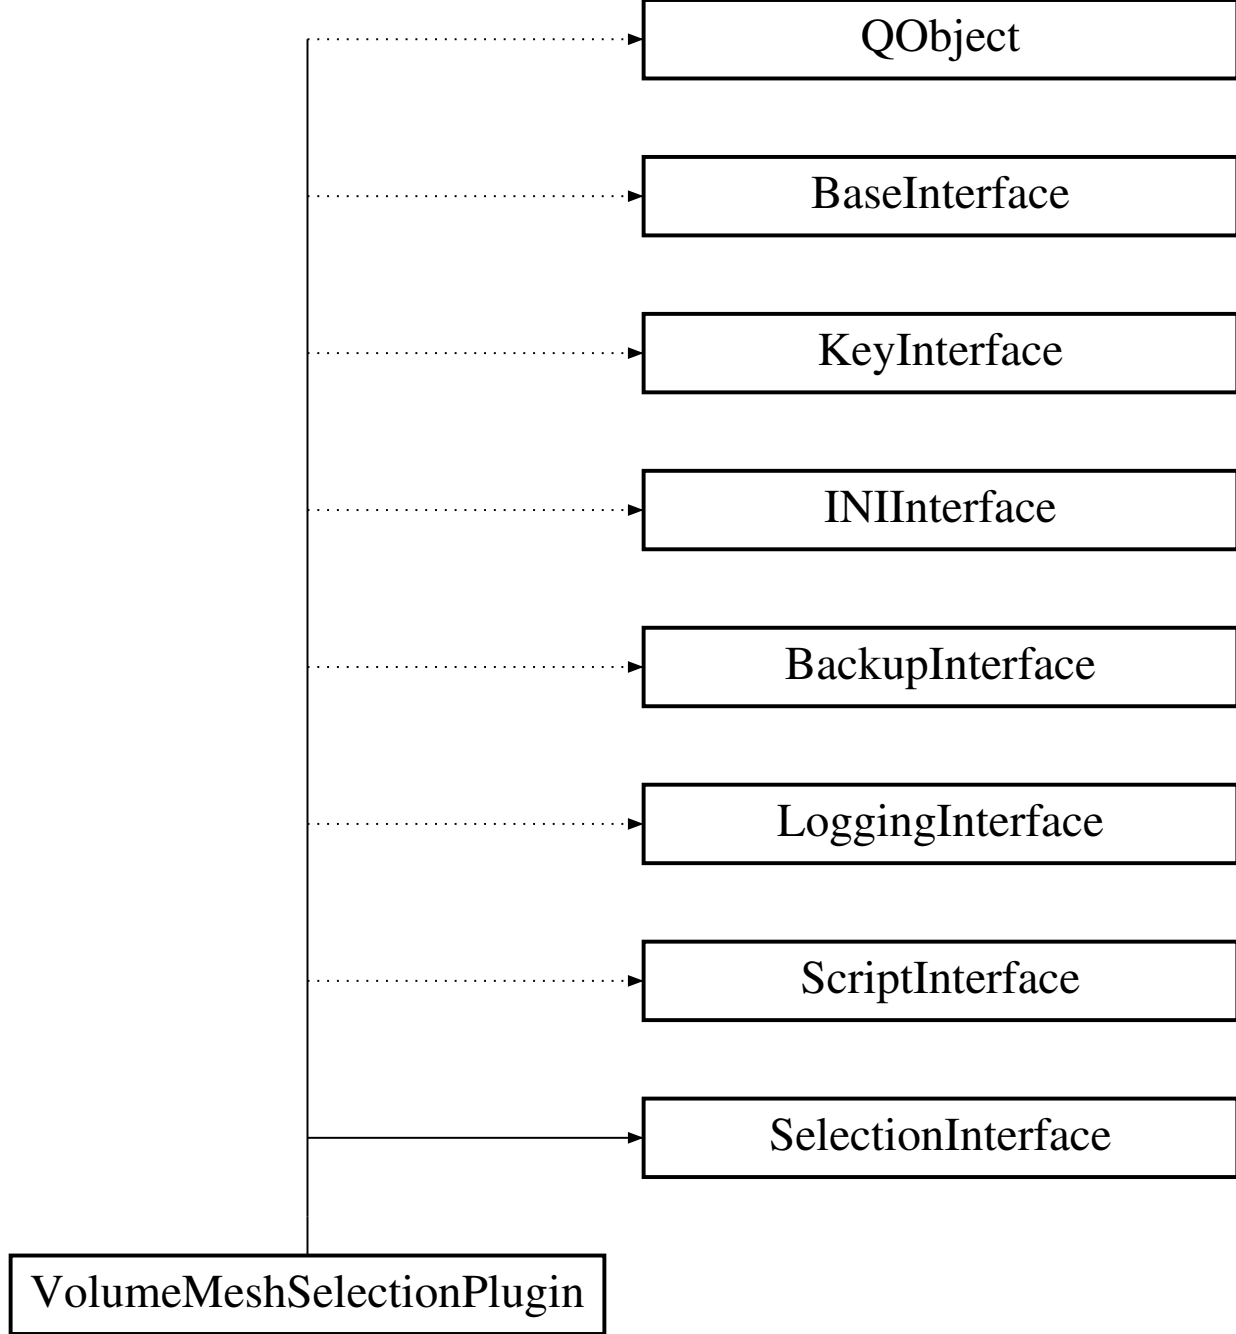 QObject
BaseInterface
KeyInterface
INIInterface
BackupInterface
LoggingInterface
ScriptInterface
SelectionInterface
VolumeMeshSelectionPlugin